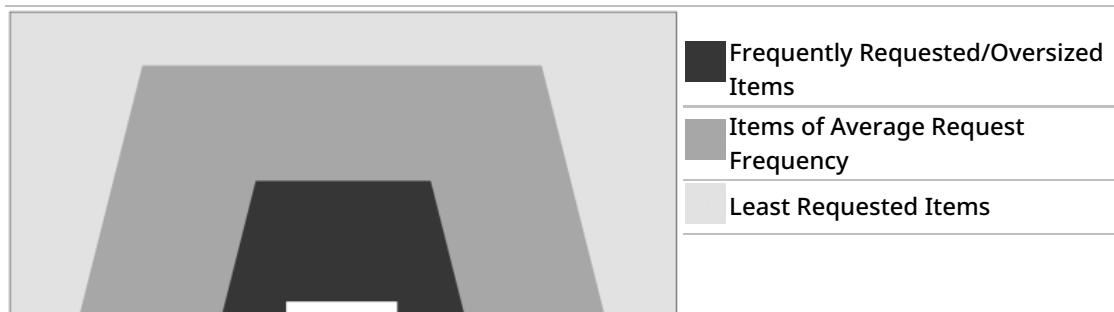 Frequently Requested/Oversized
Items
Items of Average Request
Frequency
Least Requested Items